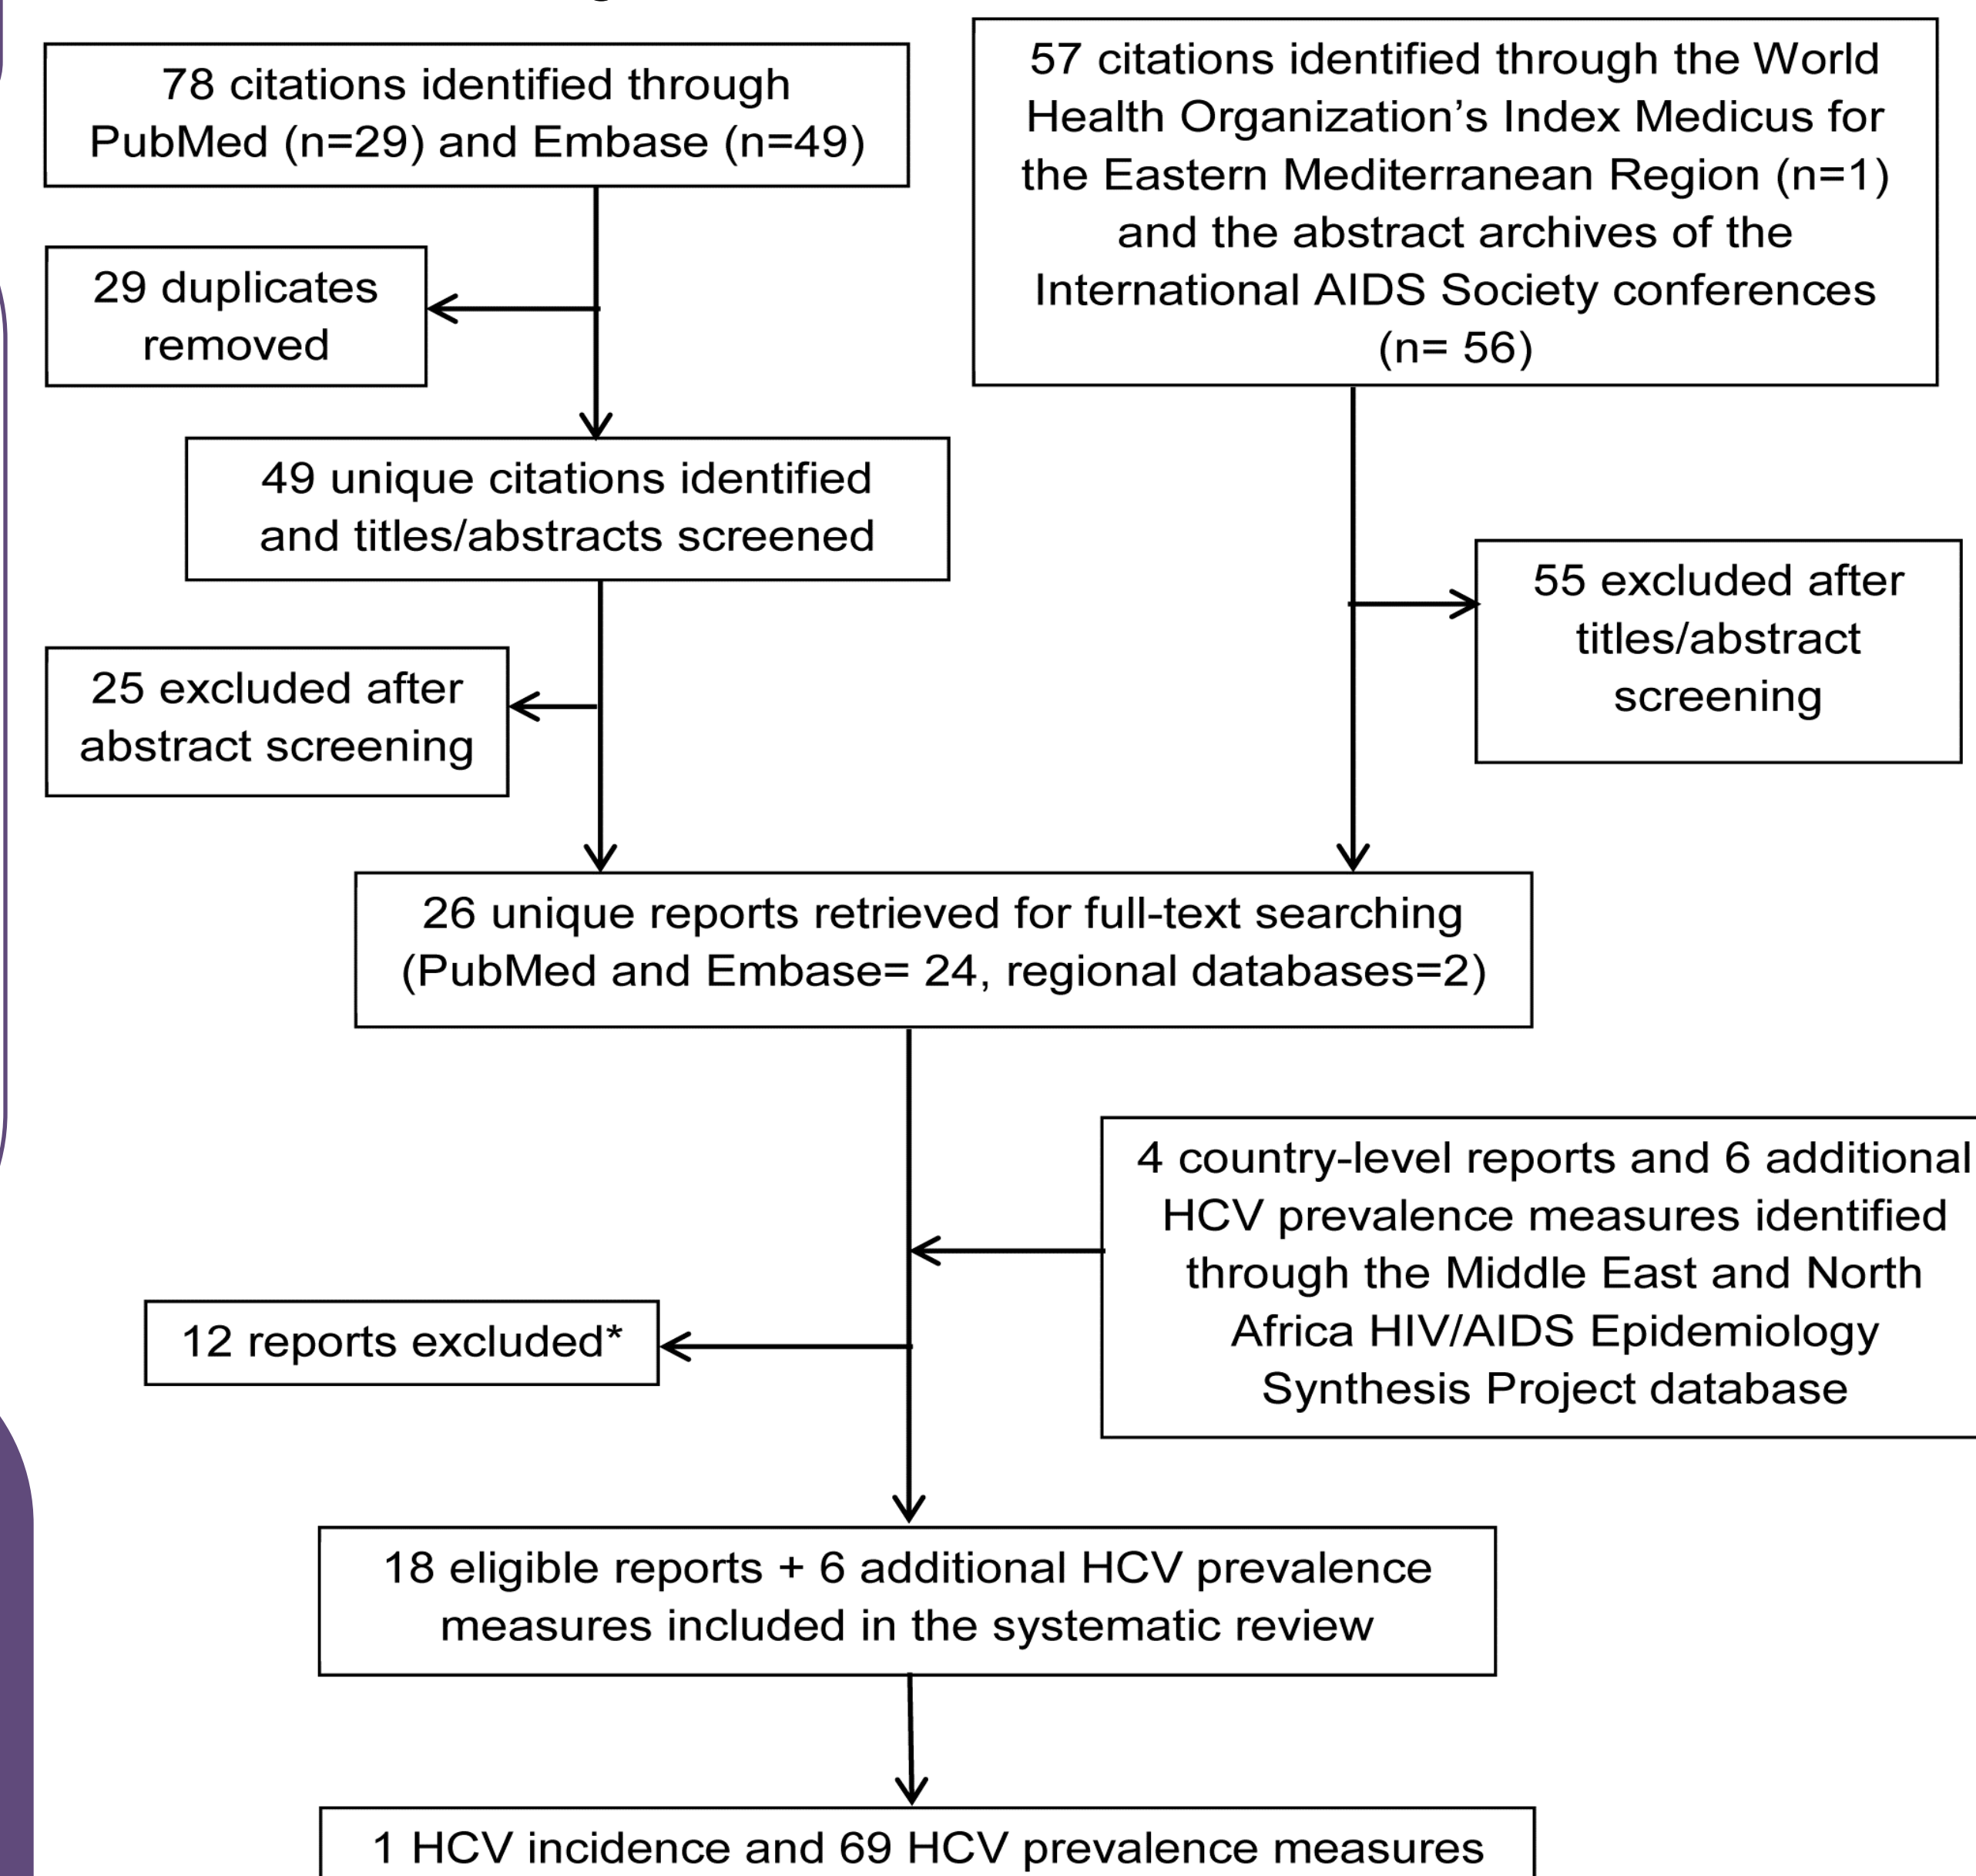 78 citations identified through
PubMed (n=29) and Embase (n=49)
57 citations identified through the World
Health Organization’s Index Medicus for
the Eastern Mediterranean Region (n=1)
and the abstract archives of the
International AIDS Society conferences
(n= 56)
29 duplicates
removed
49 unique citations identified
and titles/abstracts screened
55 excluded after
titles/abstract
screening
25 excluded after
abstract screening
26 unique reports retrieved for full-text searching
(PubMed and Embase= 24, regional databases=2)
4 country-level reports and 6 additional
HCV prevalence measures identified
through the Middle East and North
Africa HIV/AIDS Epidemiology
Synthesis Project database
12 reports excluded*
18 eligible reports + 6 additional HCV prevalence
measures included in the systematic review
1 HCV incidence and 69 HCV prevalence measures